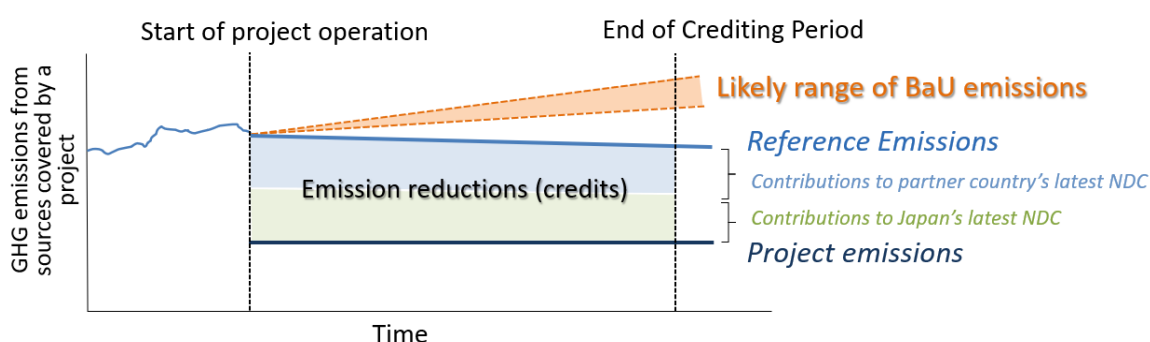 Start of project operation
End of Crediting Period
GHG emissions from
sources covered by a
project
Likely range of BaU emissions
Reference Emissions
Contributions to partner country's latest NDC
Emission reductions (credits)
Contributions to Japan's latest NDC
Project emissions
Time